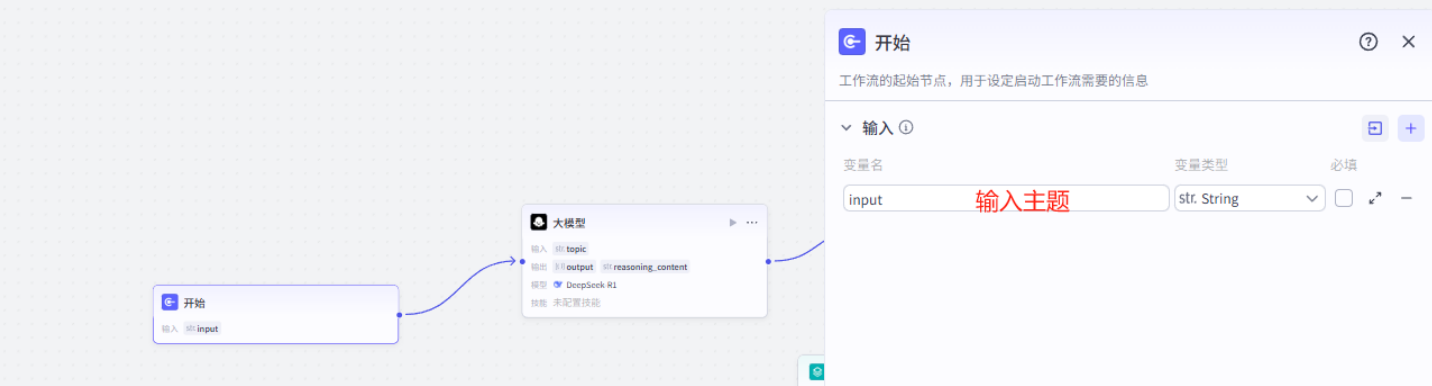 开始
工作流的起始节点，用于设定启动工作流需要的信息
输入
变量名 变量类型 必填
input 输入主题 str. String
大模型
输入 str. topic
输出 output str. reasoning_content
模型 DeepSeek R1
技能 未配置技能
开始
输入 str. input